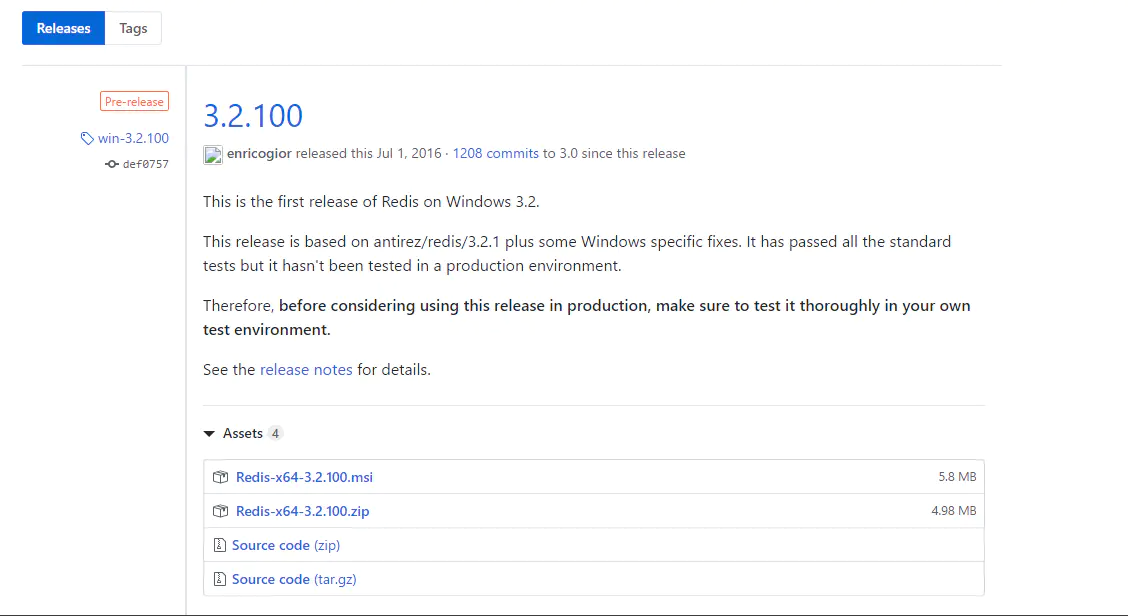 Releases Tags
Pre-release
win-3.2.100
def0757
3.2.100
enricogior released this Jul 1, 2016 · 1208 commits to 3.0 since this release
This is the first release of Redis on Windows 3.2.
This release is based on antirez/redis/3.2.1 plus some Windows specific fixes. It has passed all the standard
tests but it hasn't been tested in a production environment.
Therefore, before considering using this release in production, make sure to test it thoroughly in your own
test environment.
See the release notes for details.
Assets 4
Redis-x64-3.2.100.msi 5.8 MB
Redis-x64-3.2.100.zip 4.98 MB
Source code (zip)
Source code (tar.gz)